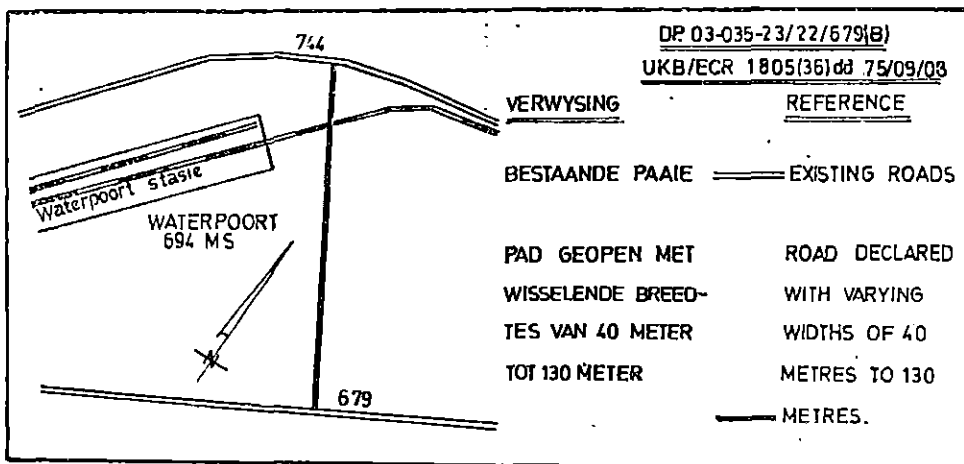 744
Waterpoort stasie
WATERPOORT
694 MS
N
679
DP. 03-035-23/22/679(B)
UKB/ECR 1805(36)dd 75/09/08
VERWYSING REFERENCE
BESTAANDE PAAIE EXISTING ROADS
PAD GEOPEN MET ROAD DECLARED
WISSELENDE BREED- WITH VARYING
TES VAN 40 METER WIDTHS OF 40
TOT 130 METER METRES TO 130
METRES.